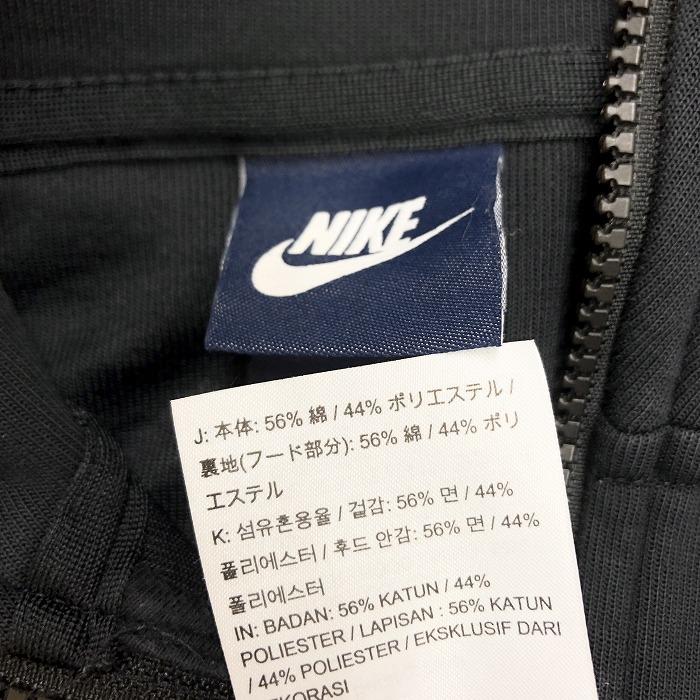 NIKE
J: 本体: 56% 綿 / 44% ポリエステル /
裏地(フード部分): 56% 綿 / 44% ポリ
エステル
K: 섬유혼용율 / 겉감: 56% 면 / 44%
폴리에스터 / 후드 안감: 56% 면 / 44%
폴리에스터
IN: BADAN: 56% KATUN / 44%
POLIESTER / LAPISAN : 56% KATUN
/ 44% POLIESTER / EKSKLUSIF DARI